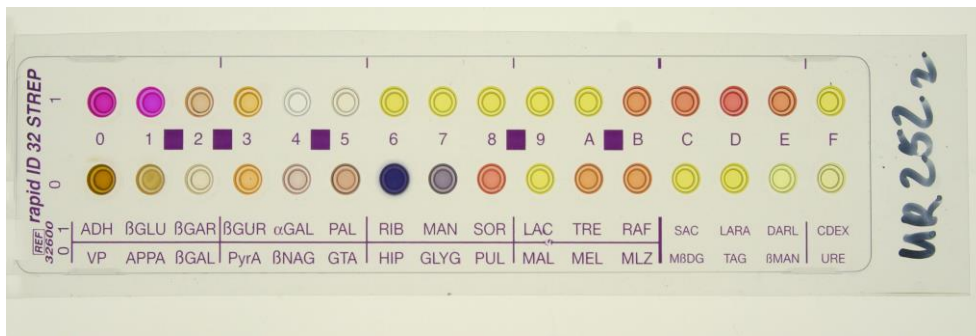 rapid ID 32 STREP
REF 32600
1
0 1 2 3 4 5 6 7 8 9 A B C D E F
0
1 ADH ßGLU ßGAR ßGUR αGAL PAL RIB MAN SOR LAC TRE RAF SAC LARA DARL CDEX
0 VP APPA ßGAL PyrA ßNAG GTA HIP GLYG PUL MAL MEL MLZ MßDG TAG ßMAN URE
UR 252.2